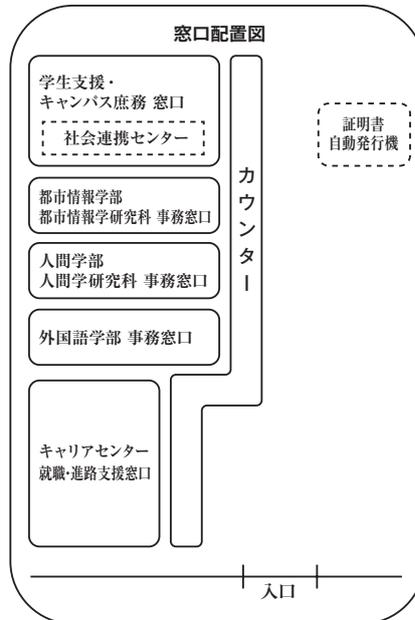 窓口配置図
学生支援・
キャンパス庶務 窓口
社会連携センター
証明書
自動発行機
カウンター
都市情報学部
都市情報学研究科 事務窓口
人間学部
人間学研究科 事務窓口
外国語学部 事務窓口
キャリアセンター
就職・進路支援窓口
入口